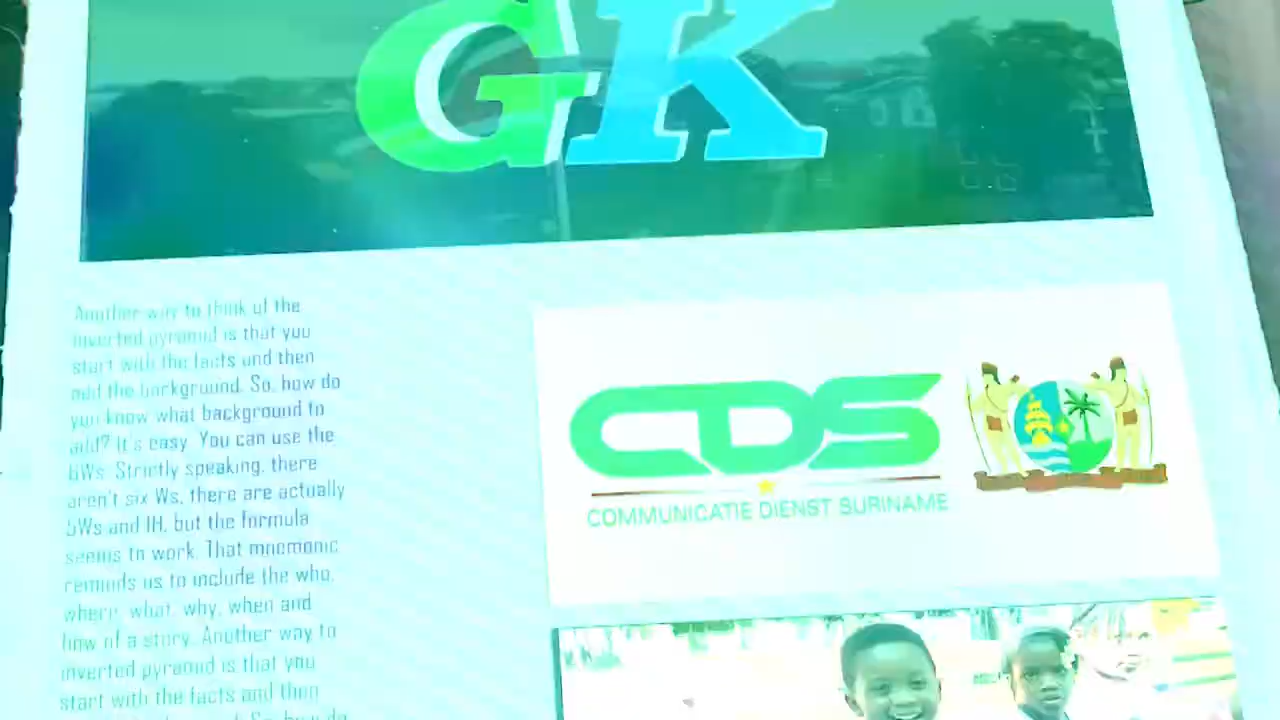 GK
Another way to think of the
inverted pyramid is that you
start with the facts and then
add the background. So, how do
you know what background to
add? It's easy. You can use the
6Ws. Strictly speaking, there
aren't six Ws, there are actually
5Ws and 1H, but the formula
seems to work. That mnemonic
reminds us to include the who,
where, what, why, when and
how of a story. Another way to
inverted pyramid is that you
start with the facts and then
CDS
COMMUNICATIE DIENST SURINAME